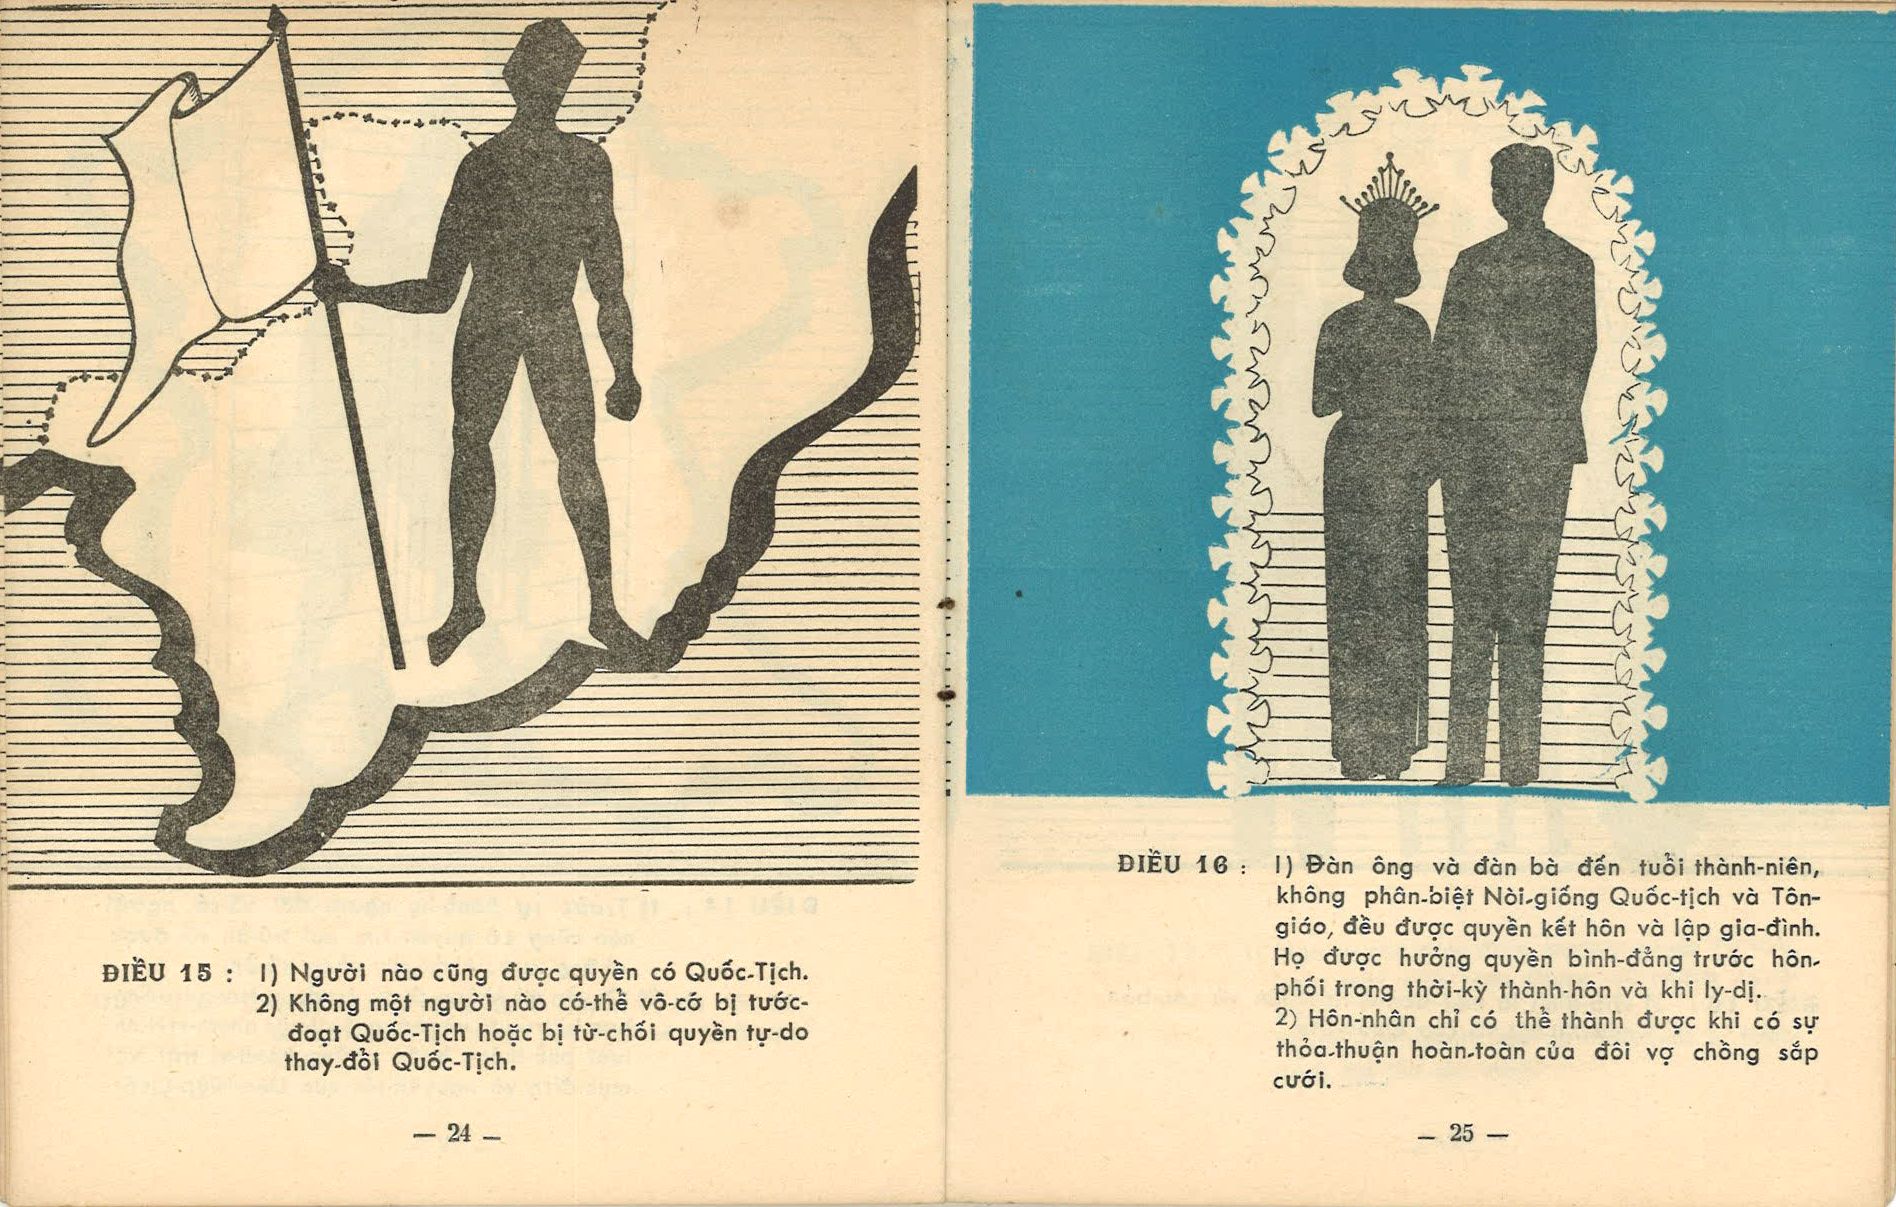 ĐIỀU 15 : 1) Người nào cũng được quyền có Quốc-Tịch.
2) Không một người nào có-thể vô-cớ bị tước-
đoạt Quốc-Tịch hoặc bị từ-chối quyền tự-do
thay-đổi Quốc-Tịch.
— 24 —
ĐIỀU 16 : 1) Đàn ông và đàn bà đến tuổi thành-niên,
không phân-biệt Nòi-giống Quốc-tịch và Tôn-
giáo, đều được quyền kết hôn và lập gia-đình.
Họ được hưởng quyền bình-đẳng trước hôn-
phối trong thời-kỳ thành-hôn và khi ly-dị.
2) Hôn-nhân chỉ có thể thành được khi có sự
thỏa-thuận hoàn-toàn của đôi vợ chồng sắp
cưới.
— 25 —